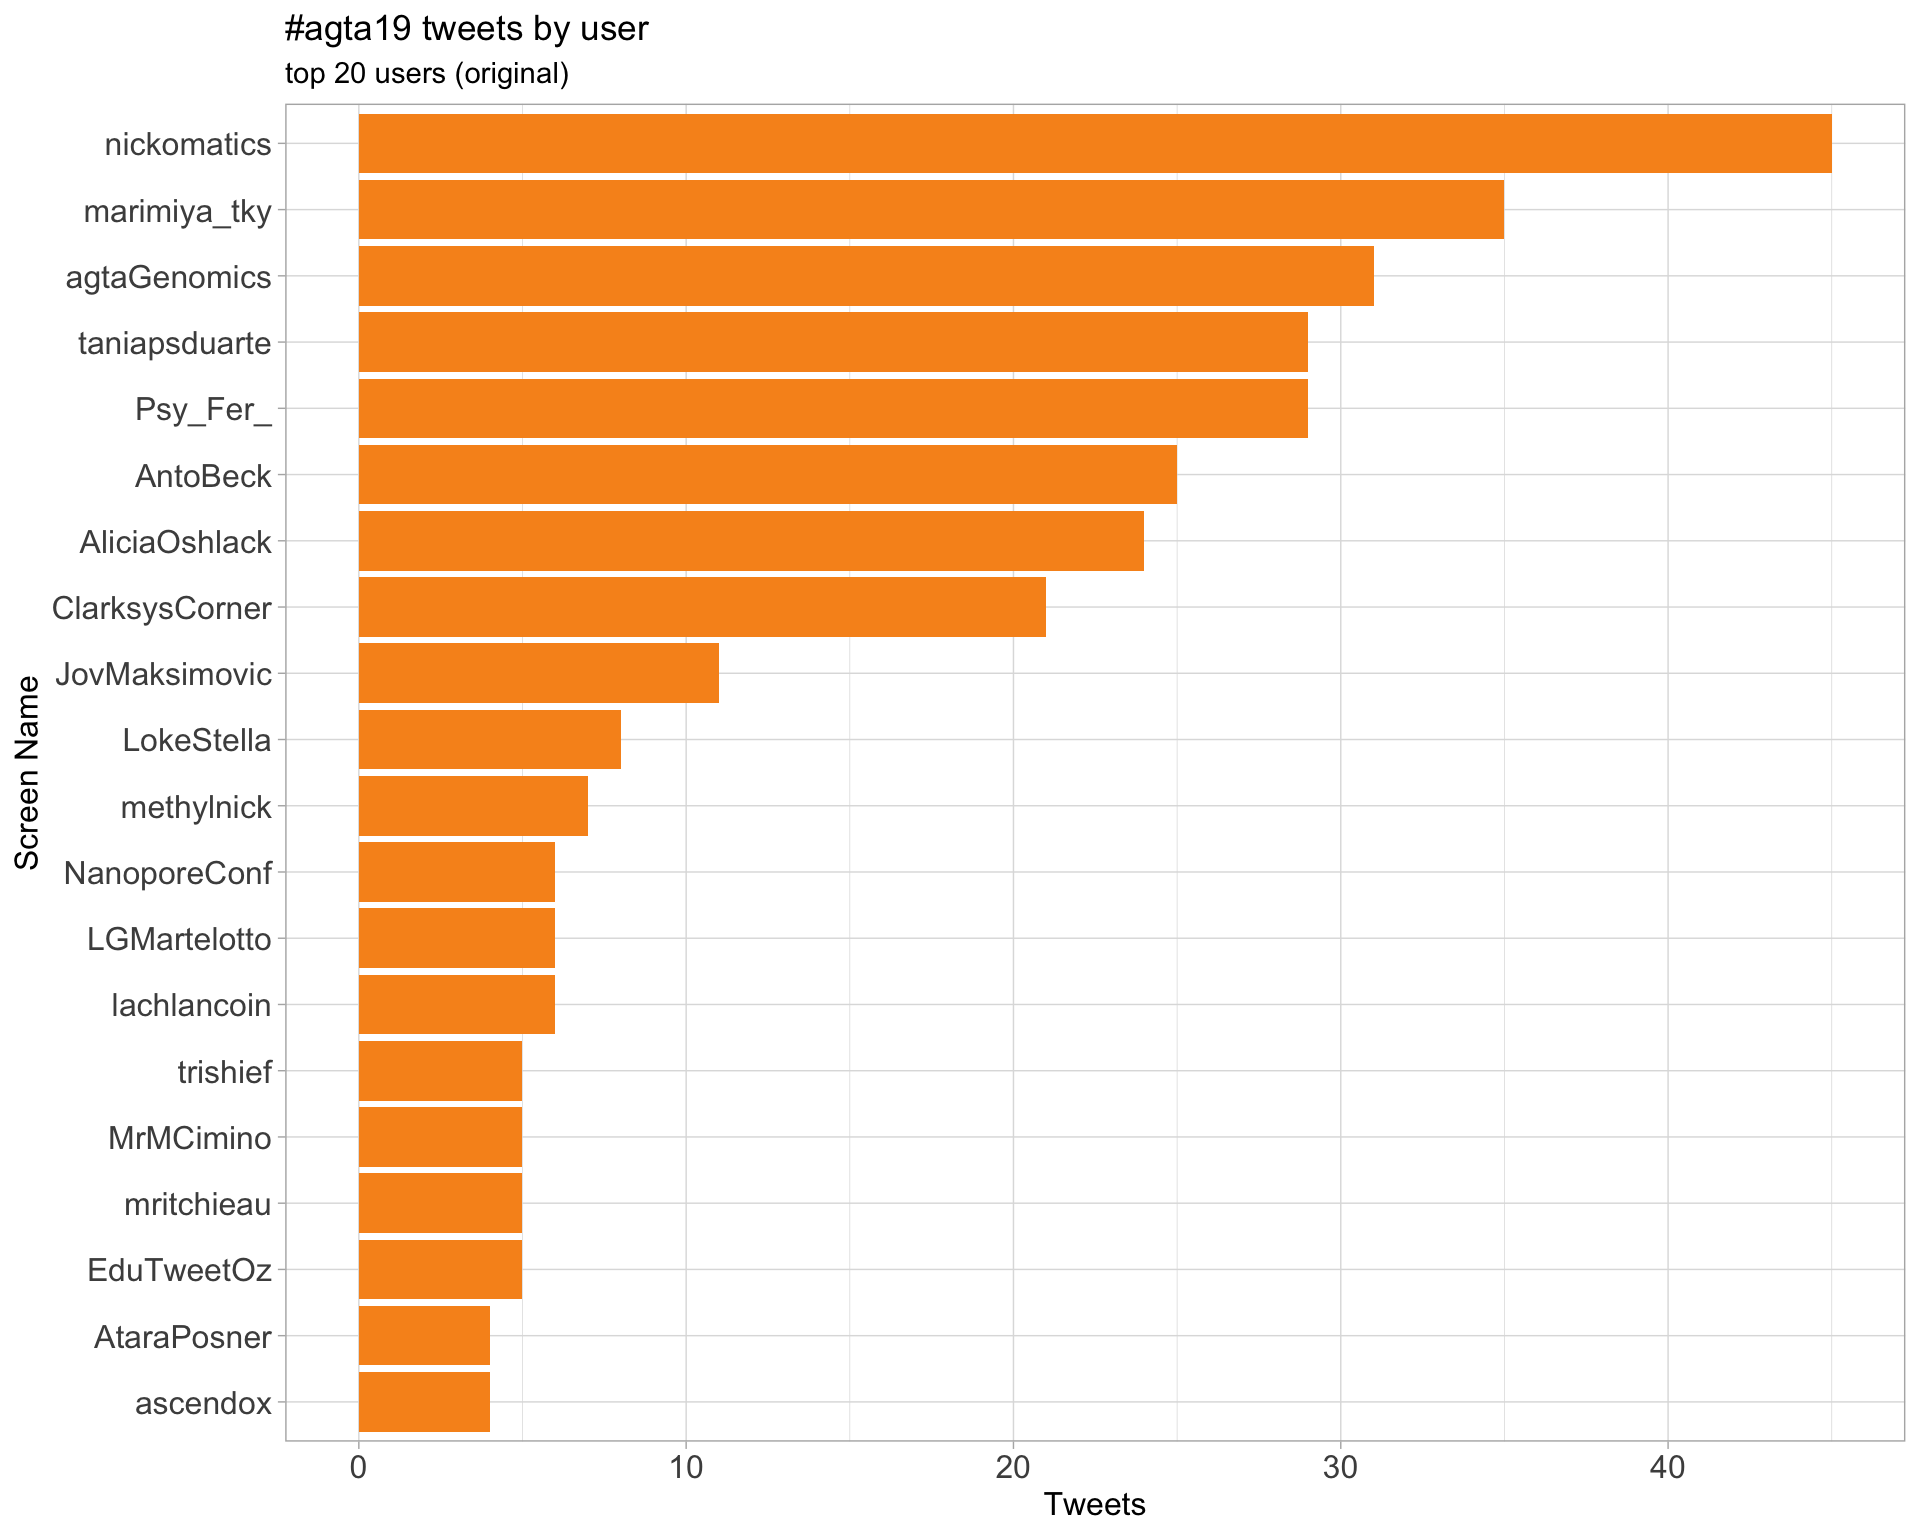 #agta19 tweets by user
top 20 users (original)
Screen Name
nickomatics
marimiya_tky
agtaGenomics
taniapsduarte
Psy_Fer_
AntoBeck
AliciaOshlack
ClarksysCorner
JovMaksimovic
LokeStella
methylnick
NanoporeConf
LGMartelotto
lachlancoin
trishief
MrMCimino
mritchieau
EduTweetOz
AtaraPosner
ascendox
0 10 20 30 40
Tweets